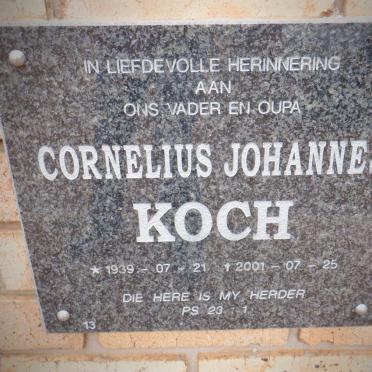 IN LIEFDEVOLLE HERINNERING
AAN
ONS VADER EN OUPA
CORNELIUS JOHANNES
KOCH
★ 1939 - 07 - 21 † 2001 - 07 - 25
DIE HERE IS MY HERDER
PS 23 : 1
13